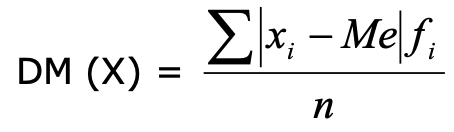 DM (X) = ∑|xᵢ − Me|fᵢ / n